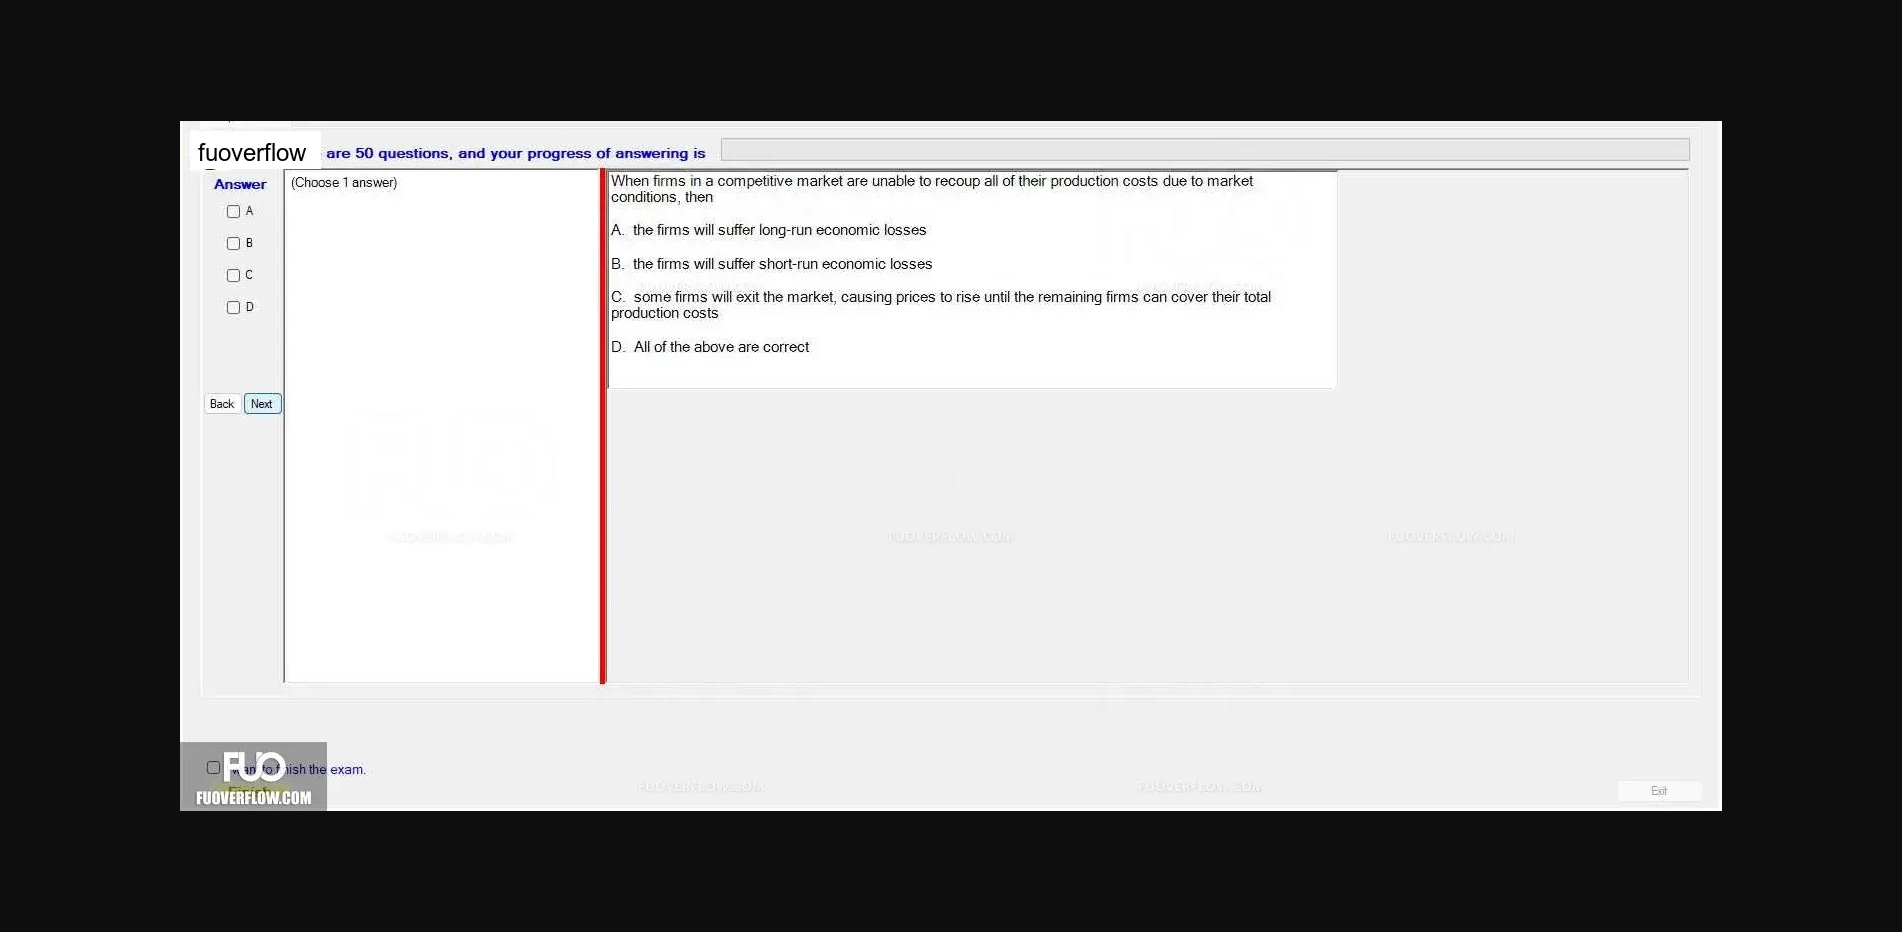 fuoverflow are 50 questions, and your progress of answering is
Answer
(Choose 1 answer)
A
B
C
D
Back Next
When firms in a competitive market are unable to recoup all of their production costs due to market
conditions, then
A. the firms will suffer long-run economic losses
B. the firms will suffer short-run economic losses
C. some firms will exit the market, causing prices to rise until the remaining firms can cover their total
production costs
D. All of the above are correct
FUOVERFLOW.COM FUOVERFLOW.COM FUOVERFLOW.COM
FUO
want to finish the exam.
Finish
FUOVERFLOW.COM
FUOVERFLOW.COM FUOVERFLOW.COM
Exit